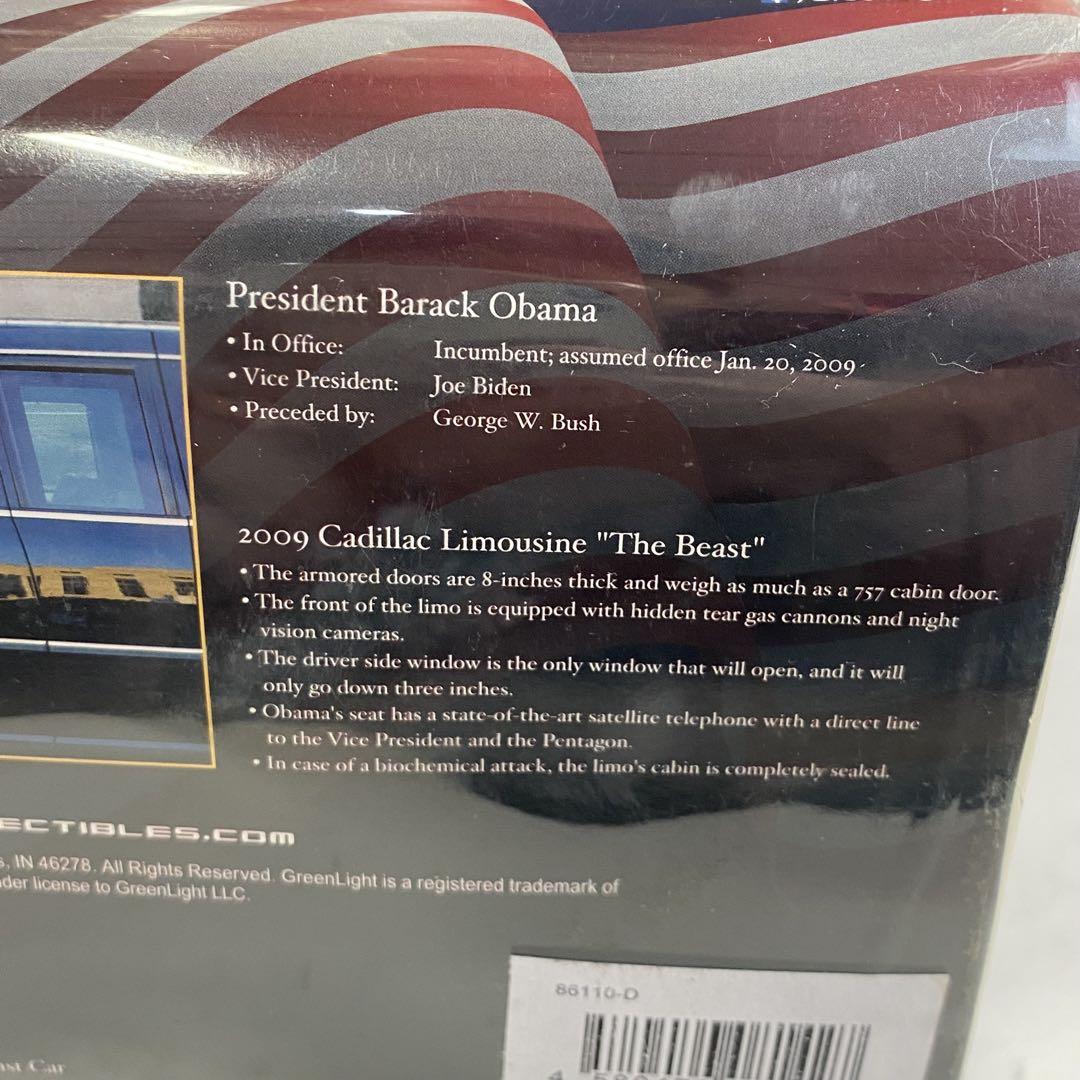 President Barack Obama
• In Office: Incumbent; assumed office Jan. 20, 2009
• Vice President: Joe Biden
• Preceded by: George W. Bush
2009 Cadillac Limousine "The Beast"
• The armored doors are 8-inches thick and weigh as much as a 757 cabin door.
• The front of the limo is equipped with hidden tear gas cannons and night
vision cameras.
• The driver side window is the only window that will open, and it will
only go down three inches.
• Obama's seat has a state-of-the-art satellite telephone with a direct line
to the Vice President and the Pentagon.
• In case of a biochemical attack, the limo's cabin is completely sealed.
ECTIBLES.COM
, IN 46278. All Rights Reserved. GreenLight is a registered trademark of
der license to GreenLight LLC.
86110-D
Car